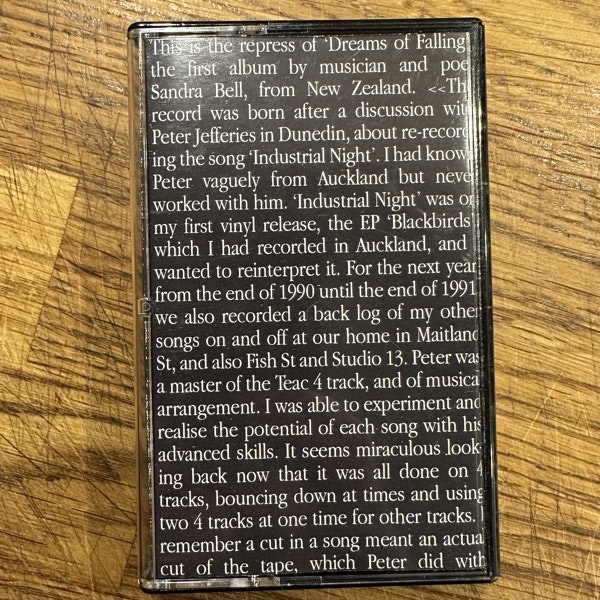 This is the repress of 'Dreams of Falling'
the first album by musician and poe
Sandra Bell, from New Zealand. <<Th
record was born after a discussion wit
Peter Jefferies in Dunedin, about re-record
ing the song 'Industrial Night'. I had know
Peter vaguely from Auckland but neve
worked with him. 'Industrial Night' was on
my first vinyl release, the EP 'Blackbirds'
which I had recorded in Auckland, and
wanted to reinterpret it. For the next year
from the end of 1990 until the end of 1991
we also recorded a back log of my othe
songs on and off at our home in Maitland
St, and also Fish St and Studio 13. Peter was
a master of the Teac 4 track, and of musica
arrangement. I was able to experiment and
realise the potential of each song with his
advanced skills. It seems miraculous look
ing back now that it was all done on 4
tracks, bouncing down at times and using
two 4 tracks at one time for other tracks. I
remember a cut in a song meant an actua
cut of the tape, which Peter did with